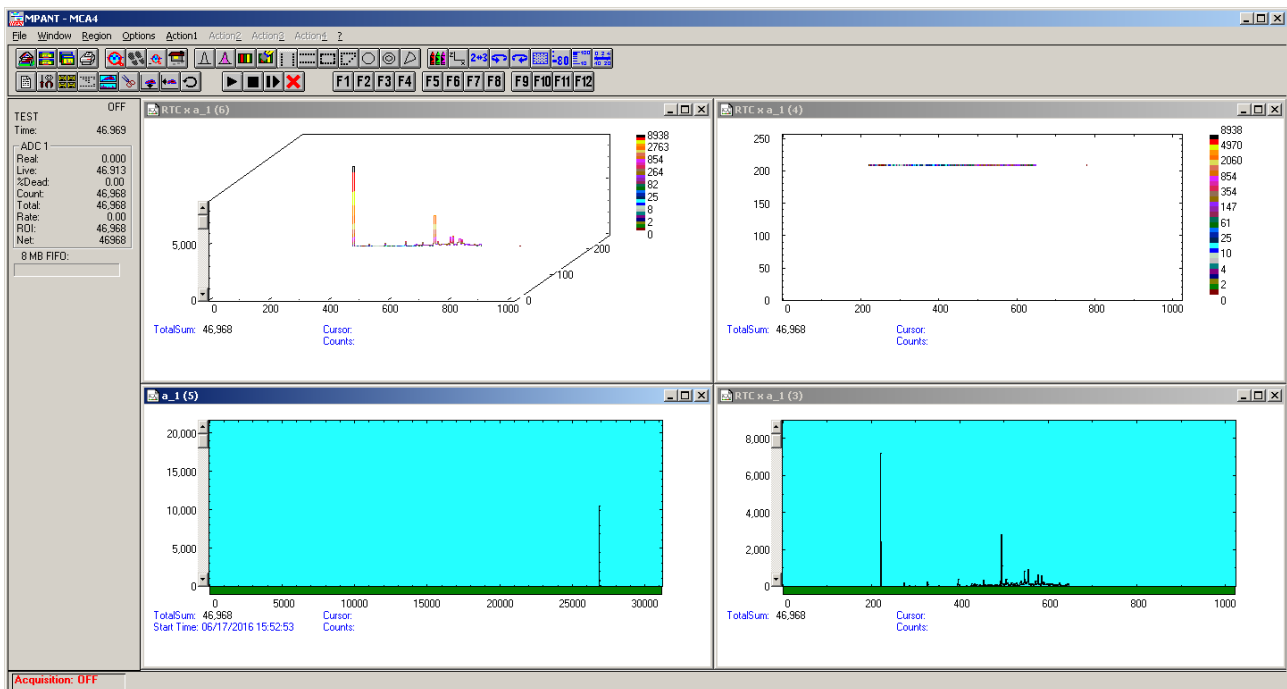 MPANT - MCA4
File Window Region Options Action1 Action2 Action3 Action4 ?
F1 F2 F3 F4 F5 F6 F7 F8 F9 F10 F11 F12
OFF
TEST
Time: 46.969
ADC 1
Real: 0.000
Live: 46.913
%Dead: 0.00
Count: 46,968
Total: 46,968
Rate: 0.00
ROI: 46,968
Net: 46968
8 MB FIFO:
RTC x a_1 (6)
8938
2763
854
264
82
25
8
2
0
5,000
0
0 200 400 600 800 1000
0
100
200
TotalSum: 46,968 Cursor:
Counts:
RTC x a_1 (4)
250
200
150
100
50
0
0 200 400 600 800 1000
8938
4970
2060
854
354
147
61
25
10
4
2
0
TotalSum: 46,968 Cursor:
Counts:
a_1 (5)
20,000
15,000
10,000
5,000
0
0 5000 10000 15000 20000 25000 30000
TotalSum: 46,968 Cursor:
Start Time: 06/17/2016 15:52:53 Counts:
RTC x a_1 (3)
8,000
6,000
4,000
2,000
0
0 200 400 600 800 1000
TotalSum: 46,968 Cursor:
Counts:
Acquisition: OFF